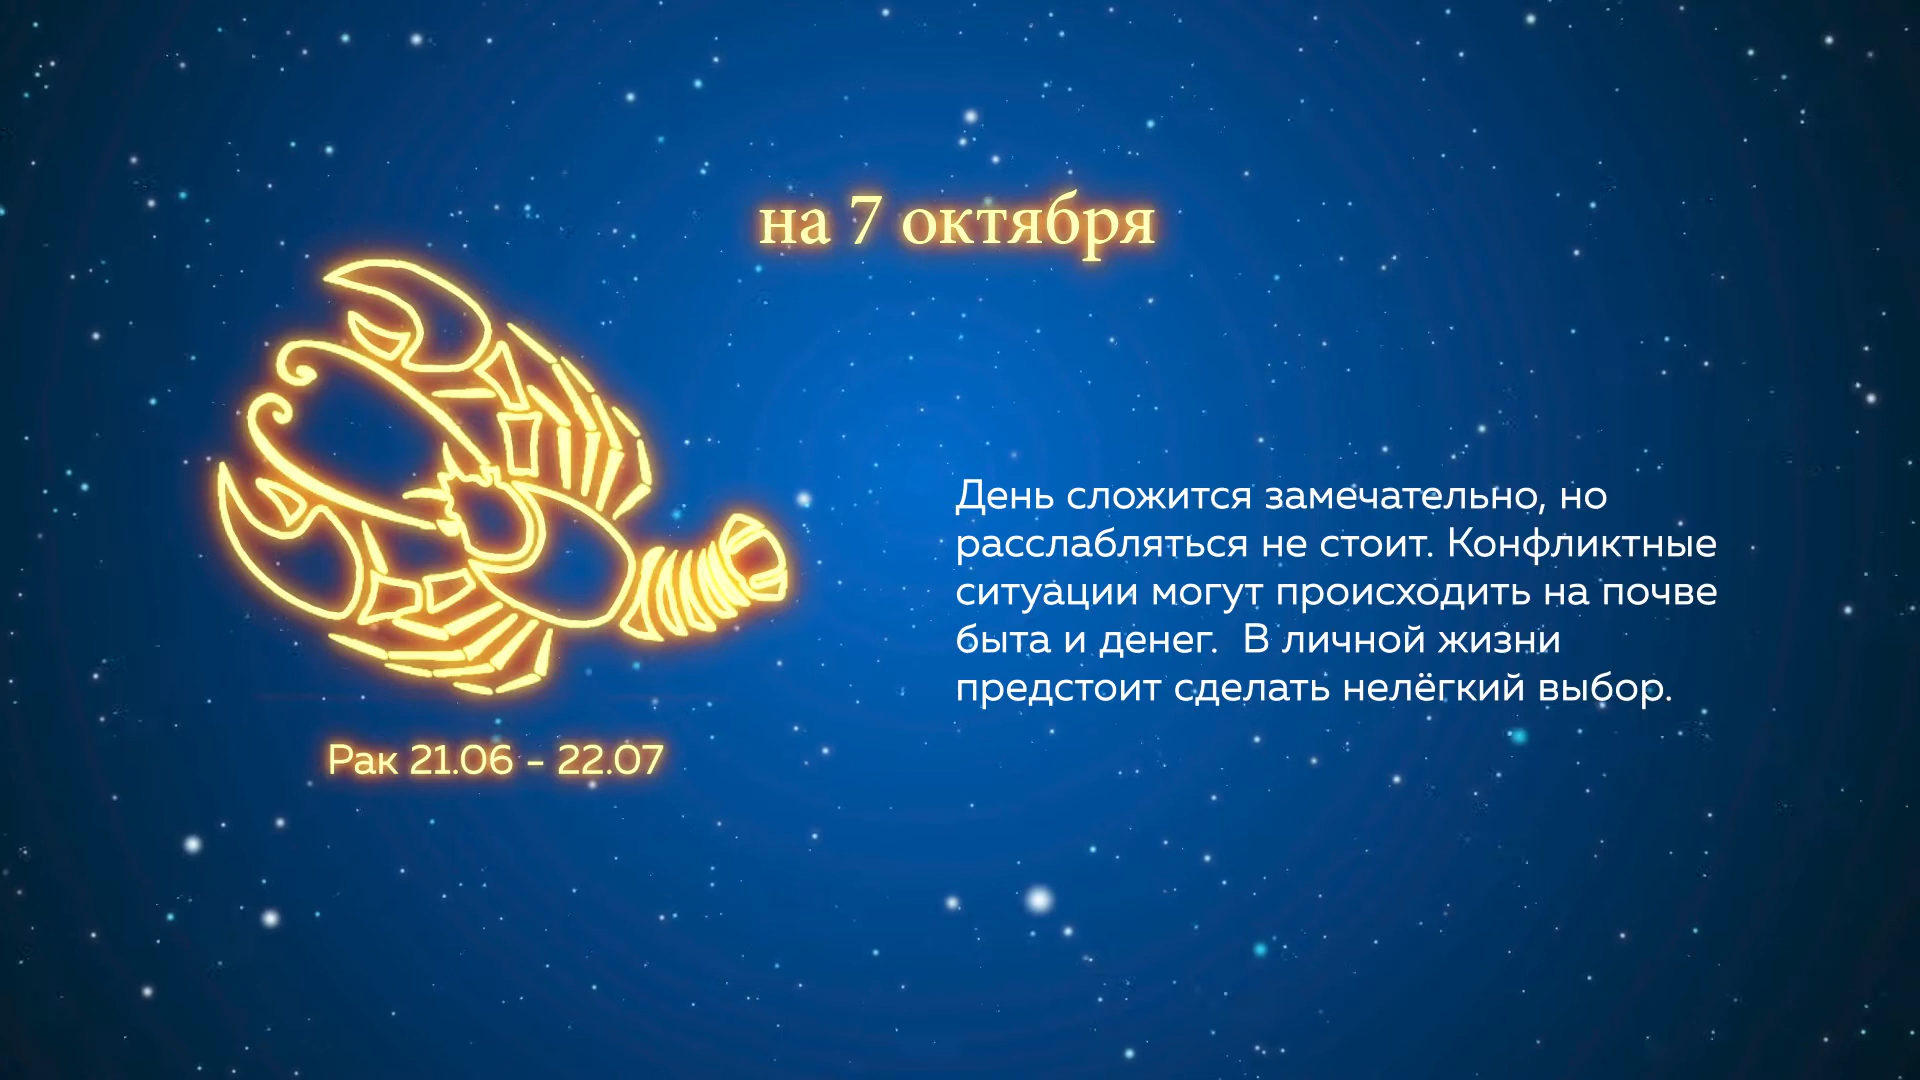 на 7 октября
День сложится замечательно, но
расслабляться не стоит. Конфликтные
ситуации могут происходить на почве
быта и денег.  В личной жизни
предстоит сделать нелёгкий выбор.
Рак 21.06 - 22.07